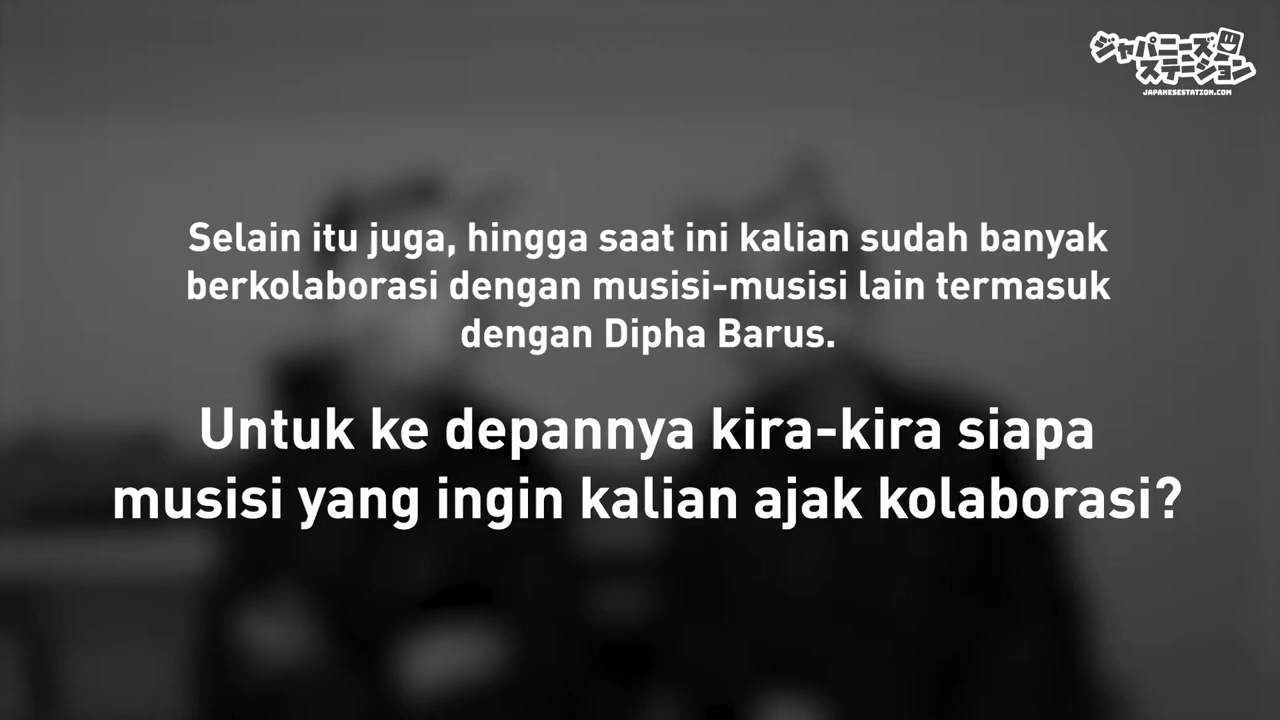 ジャパニーズ
ステーション
JAPANESESTATION.COM
Selain itu juga, hingga saat ini kalian sudah banyak
berkolaborasi dengan musisi-musisi lain termasuk
dengan Dipha Barus.
Untuk ke depannya kira-kira siapa
musisi yang ingin kalian ajak kolaborasi?